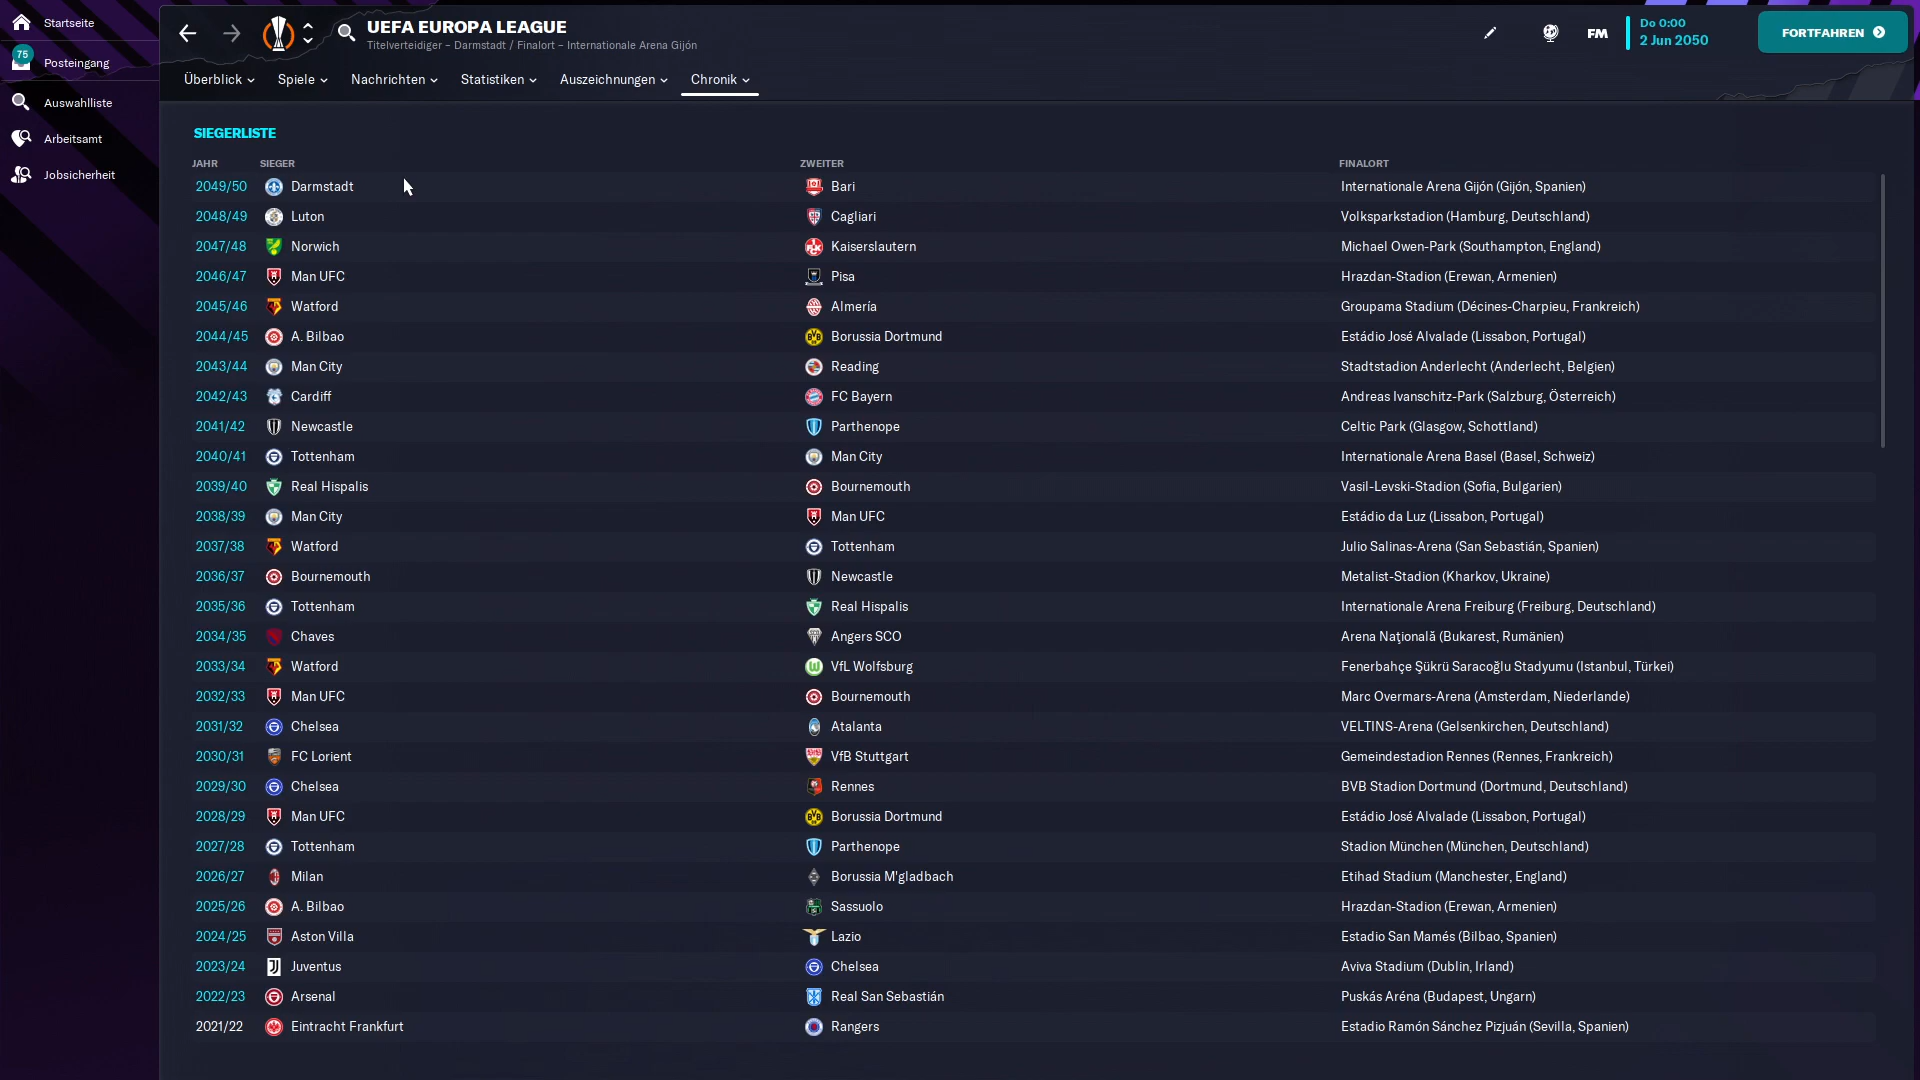 Startseite
75
Posteingang
Auswahlliste
Arbeitsamt
Jobsicherheit
UEFA EUROPA LEAGUE
Titelverteidiger – Darmstadt / Finalort – Internationale Arena Gijón
FM
Do 0:00
2 Jun 2050
FORTFAHREN
Überblick
Spiele
Nachrichten
Statistiken
Auszeichnungen
Chronik
SIEGERLISTE
JAHR SIEGER ZWEITER FINALORT
2049/50 Darmstadt Bari Internationale Arena Gijón (Gijón, Spanien)
2048/49 Luton Cagliari Volksparkstadion (Hamburg, Deutschland)
2047/48 Norwich Kaiserslautern Michael Owen-Park (Southampton, England)
2046/47 Man UFC Pisa Hrazdan-Stadion (Erewan, Armenien)
2045/46 Watford Almería Groupama Stadium (Décines-Charpieu, Frankreich)
2044/45 A. Bilbao Borussia Dortmund Estádio José Alvalade (Lissabon, Portugal)
2043/44 Man City Reading Stadtstadion Anderlecht (Anderlecht, Belgien)
2042/43 Cardiff FC Bayern Andreas Ivanschitz-Park (Salzburg, Österreich)
2041/42 Newcastle Parthenope Celtic Park (Glasgow, Schottland)
2040/41 Tottenham Man City Internationale Arena Basel (Basel, Schweiz)
2039/40 Real Hispalis Bournemouth Vasil-Levski-Stadion (Sofia, Bulgarien)
2038/39 Man City Man UFC Estádio da Luz (Lissabon, Portugal)
2037/38 Watford Tottenham Julio Salinas-Arena (San Sebastián, Spanien)
2036/37 Bournemouth Newcastle Metalist-Stadion (Kharkov, Ukraine)
2035/36 Tottenham Real Hispalis Internationale Arena Freiburg (Freiburg, Deutschland)
2034/35 Chaves Angers SCO Arena Naţională (Bukarest, Rumänien)
2033/34 Watford VfL Wolfsburg Fenerbahçe Şükrü Saracoğlu Stadyumu (Istanbul, Türkei)
2032/33 Man UFC Bournemouth Marc Overmars-Arena (Amsterdam, Niederlande)
2031/32 Chelsea Atalanta VELTINS-Arena (Gelsenkirchen, Deutschland)
2030/31 FC Lorient VfB Stuttgart Gemeindestadion Rennes (Rennes, Frankreich)
2029/30 Chelsea Rennes BVB Stadion Dortmund (Dortmund, Deutschland)
2028/29 Man UFC Borussia Dortmund Estádio José Alvalade (Lissabon, Portugal)
2027/28 Tottenham Parthenope Stadion München (München, Deutschland)
2026/27 Milan Borussia M'gladbach Etihad Stadium (Manchester, England)
2025/26 A. Bilbao Sassuolo Hrazdan-Stadion (Erewan, Armenien)
2024/25 Aston Villa Lazio Estadio San Mamés (Bilbao, Spanien)
2023/24 Juventus Chelsea Aviva Stadium (Dublin, Irland)
2022/23 Arsenal Real San Sebastián Puskás Aréna (Budapest, Ungarn)
2021/22 Eintracht Frankfurt Rangers Estadio Ramón Sánchez Pizjuán (Sevilla, Spanien)